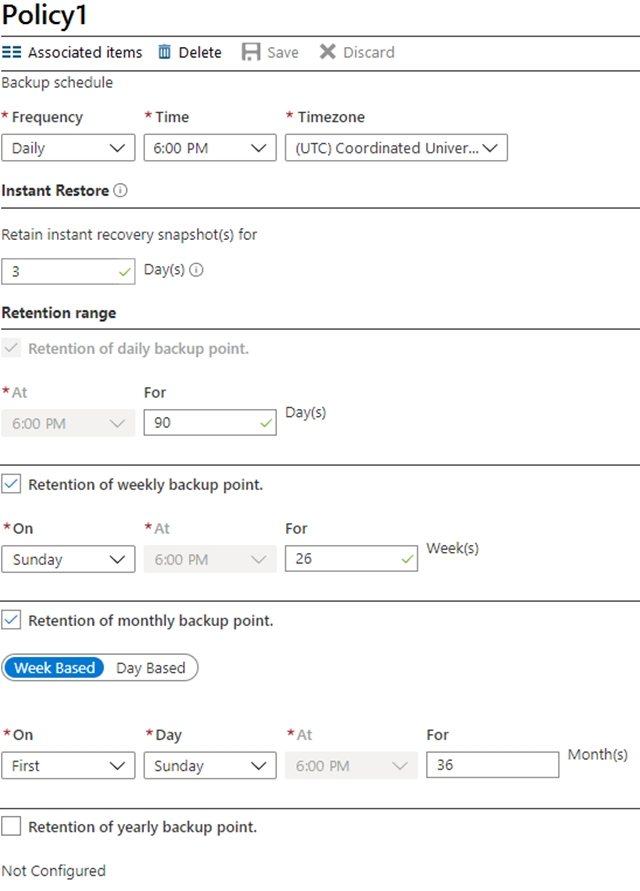 Policy1
Associated items Delete Save Discard
Backup schedule
* Frequency * Time * Timezone
Daily 6:00 PM (UTC) Coordinated Univer...
Instant Restore
Retain instant recovery snapshot(s) for
3 Day(s)
Retention range
Retention of daily backup point.
* At For
6:00 PM 90 Day(s)
Retention of weekly backup point.
* On * At For
Sunday 6:00 PM 26 Week(s)
Retention of monthly backup point.
Week Based Day Based
* On * Day * At For
First Sunday 6:00 PM 36 Month(s)
Retention of yearly backup point.
Not Configured